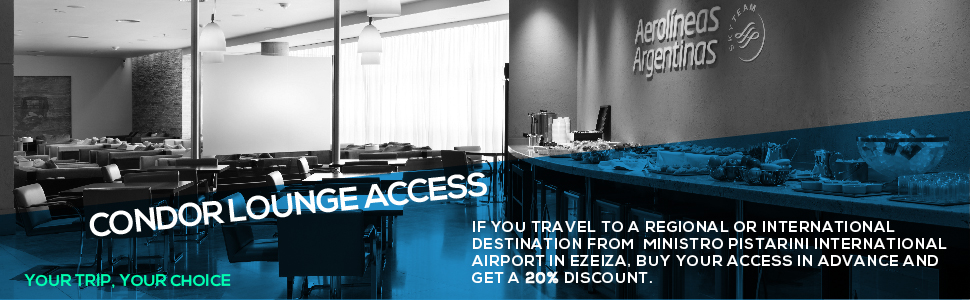 Aerolíneas
Argentinas
SKYTEAM
CONDOR LOUNGE ACCESS
IF YOU TRAVEL TO A REGIONAL OR INTERNATIONAL
DESTINATION FROM MINISTRO PISTARINI INTERNATIONAL
AIRPORT IN EZEIZA, BUY YOUR ACCESS IN ADVANCE AND
GET A 20% DISCOUNT.
YOUR TRIP, YOUR CHOICE